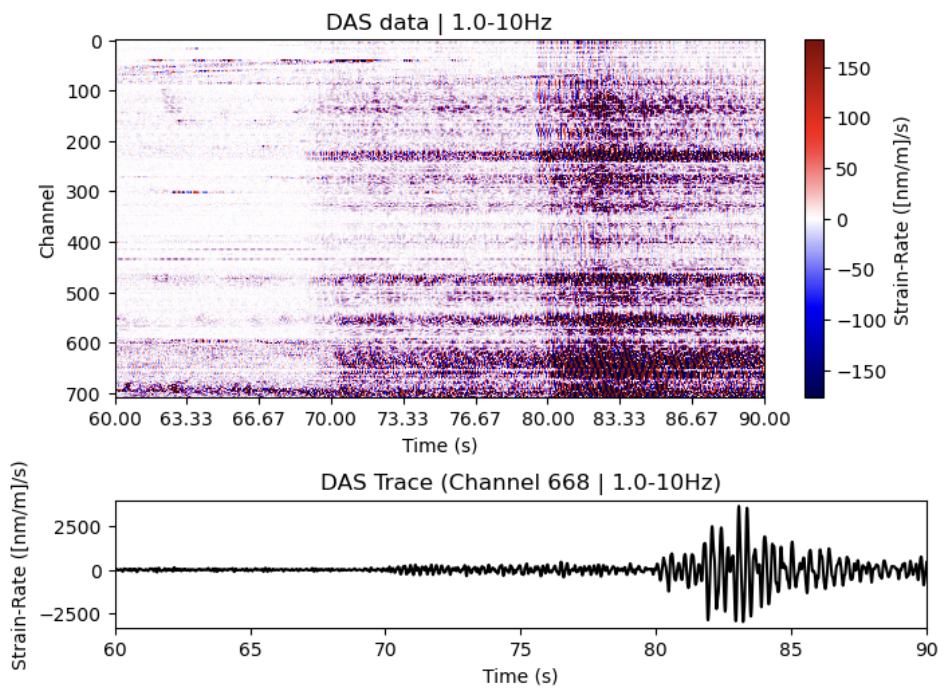 DAS data | 1.0-10Hz
0
100
200
300
400
500
600
700
Channel
60.00 63.33 66.67 70.00 73.33 76.67 80.00 83.33 86.67 90.00
Time (s)
150
100
50
0
−50
−100
−150
Strain-Rate ([nm/m]/s)
DAS Trace (Channel 668 | 1.0-10Hz)
2500
0
−2500
Strain-Rate ([nm/m]/s)
60 65 70 75 80 85 90
Time (s)